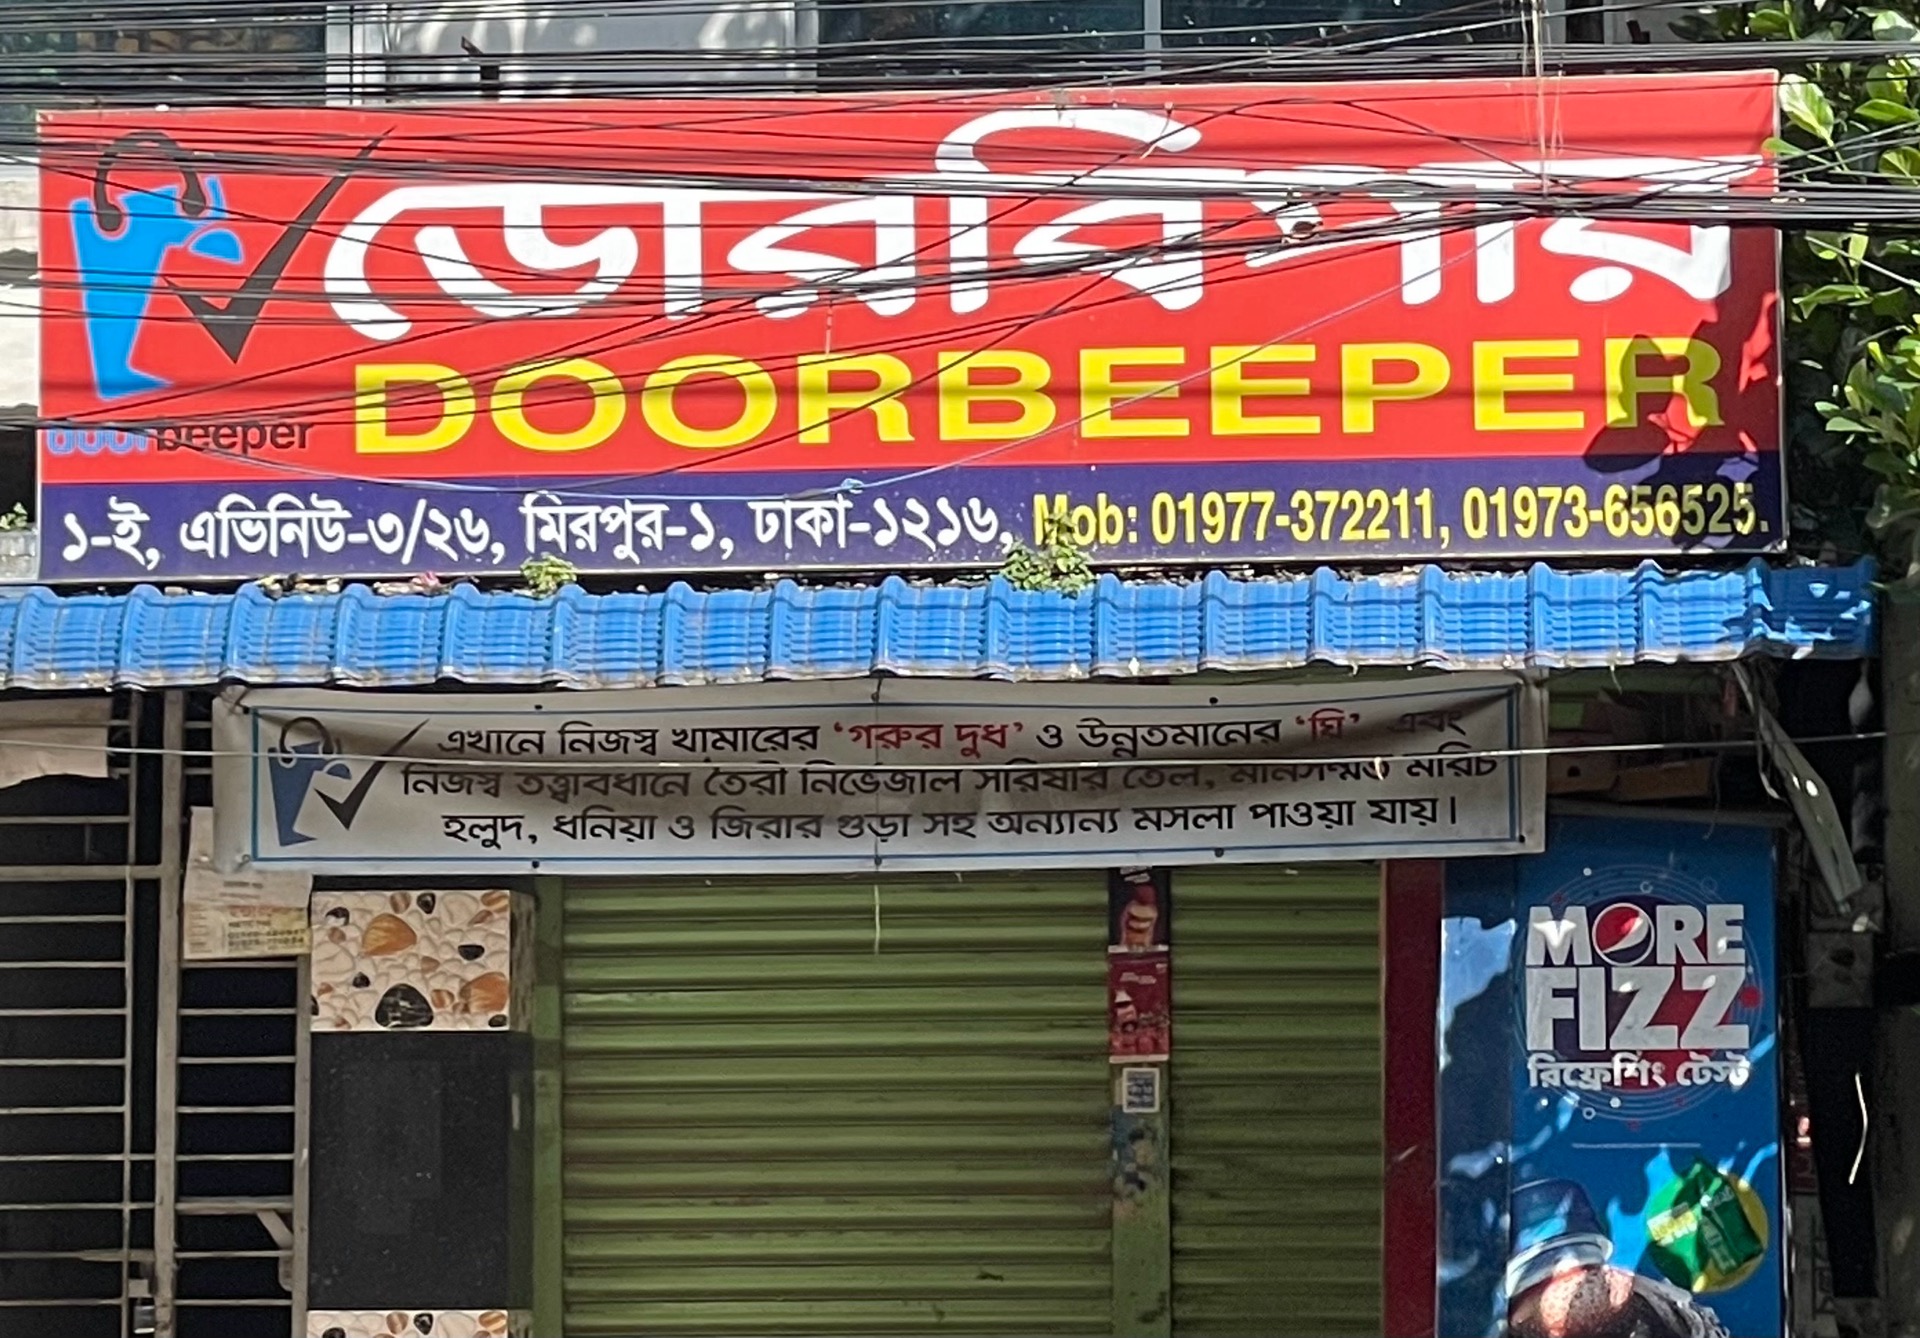 ডোরবিপার
doorbeeper
DOORBEEPER
১-ই, এভিনিউ-৩/২৬, মিরপুর-১, ঢাকা-১২১৬, Mob: 01977-372211, 01973-656525.
এখানে নিজস্ব খামারের ‘গরুর দুধ’ ও উন্নতমানের ‘ঘি’ এবং
নিজস্ব তত্ত্বাবধানে তৈরী নির্ভেজাল সরিষার তেল, মানসম্মত মরিচ
হলুদ, ধনিয়া ও জিরার গুড়া সহ অন্যান্য মসলা পাওয়া যায়।
MORE
FIZZ
রিফ্রেশিং টেস্ট